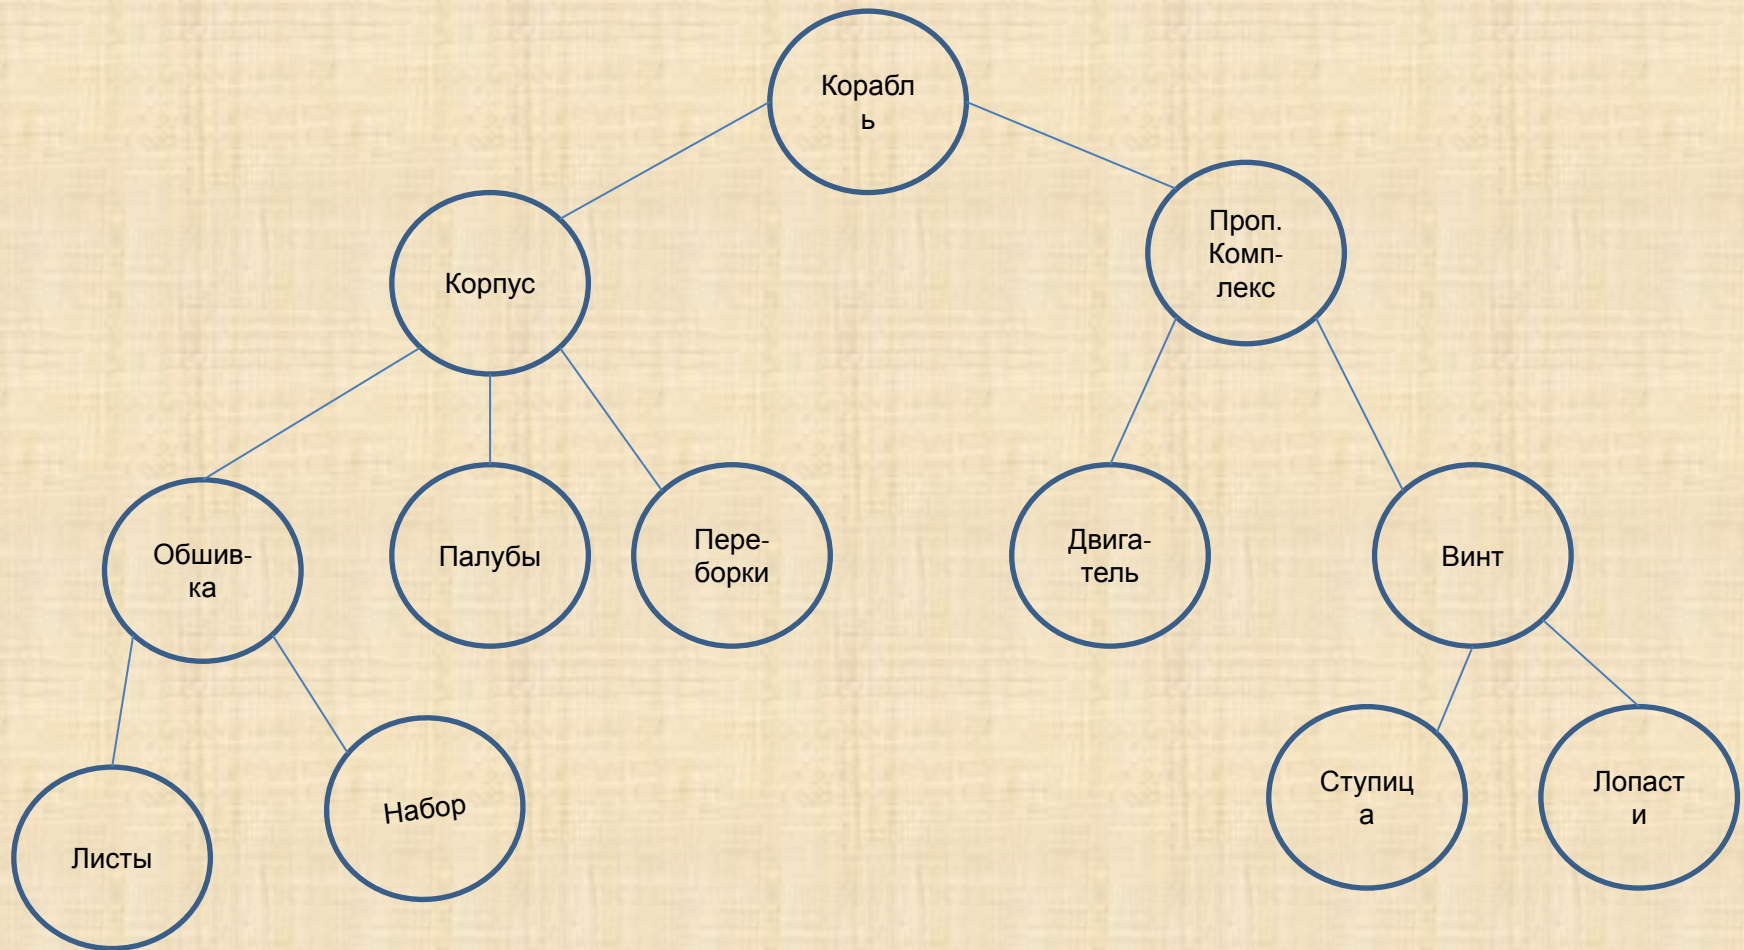 Корабл
ь
Проп.
Комп-
лекс
Корпус
Обшив-
ка
Палубы
Пере-
борки
Двига-
тель
Винт
Листы
Набор
Ступиц
а
Лопаст
и